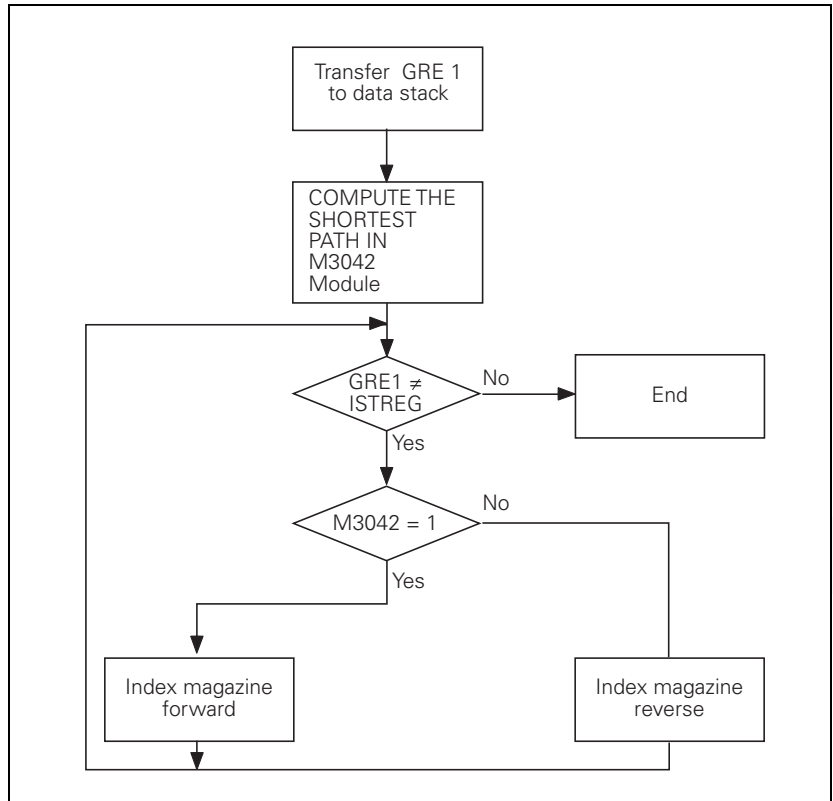 Transfer GRE 1
to data stack
COMPUTE THE
SHORTEST
PATH IN
M3042
Module
GRE1 ≠
ISTREG
No
End
Yes
M3042 = 1
No
Yes
Index magazine
forward
Index magazine
reverse